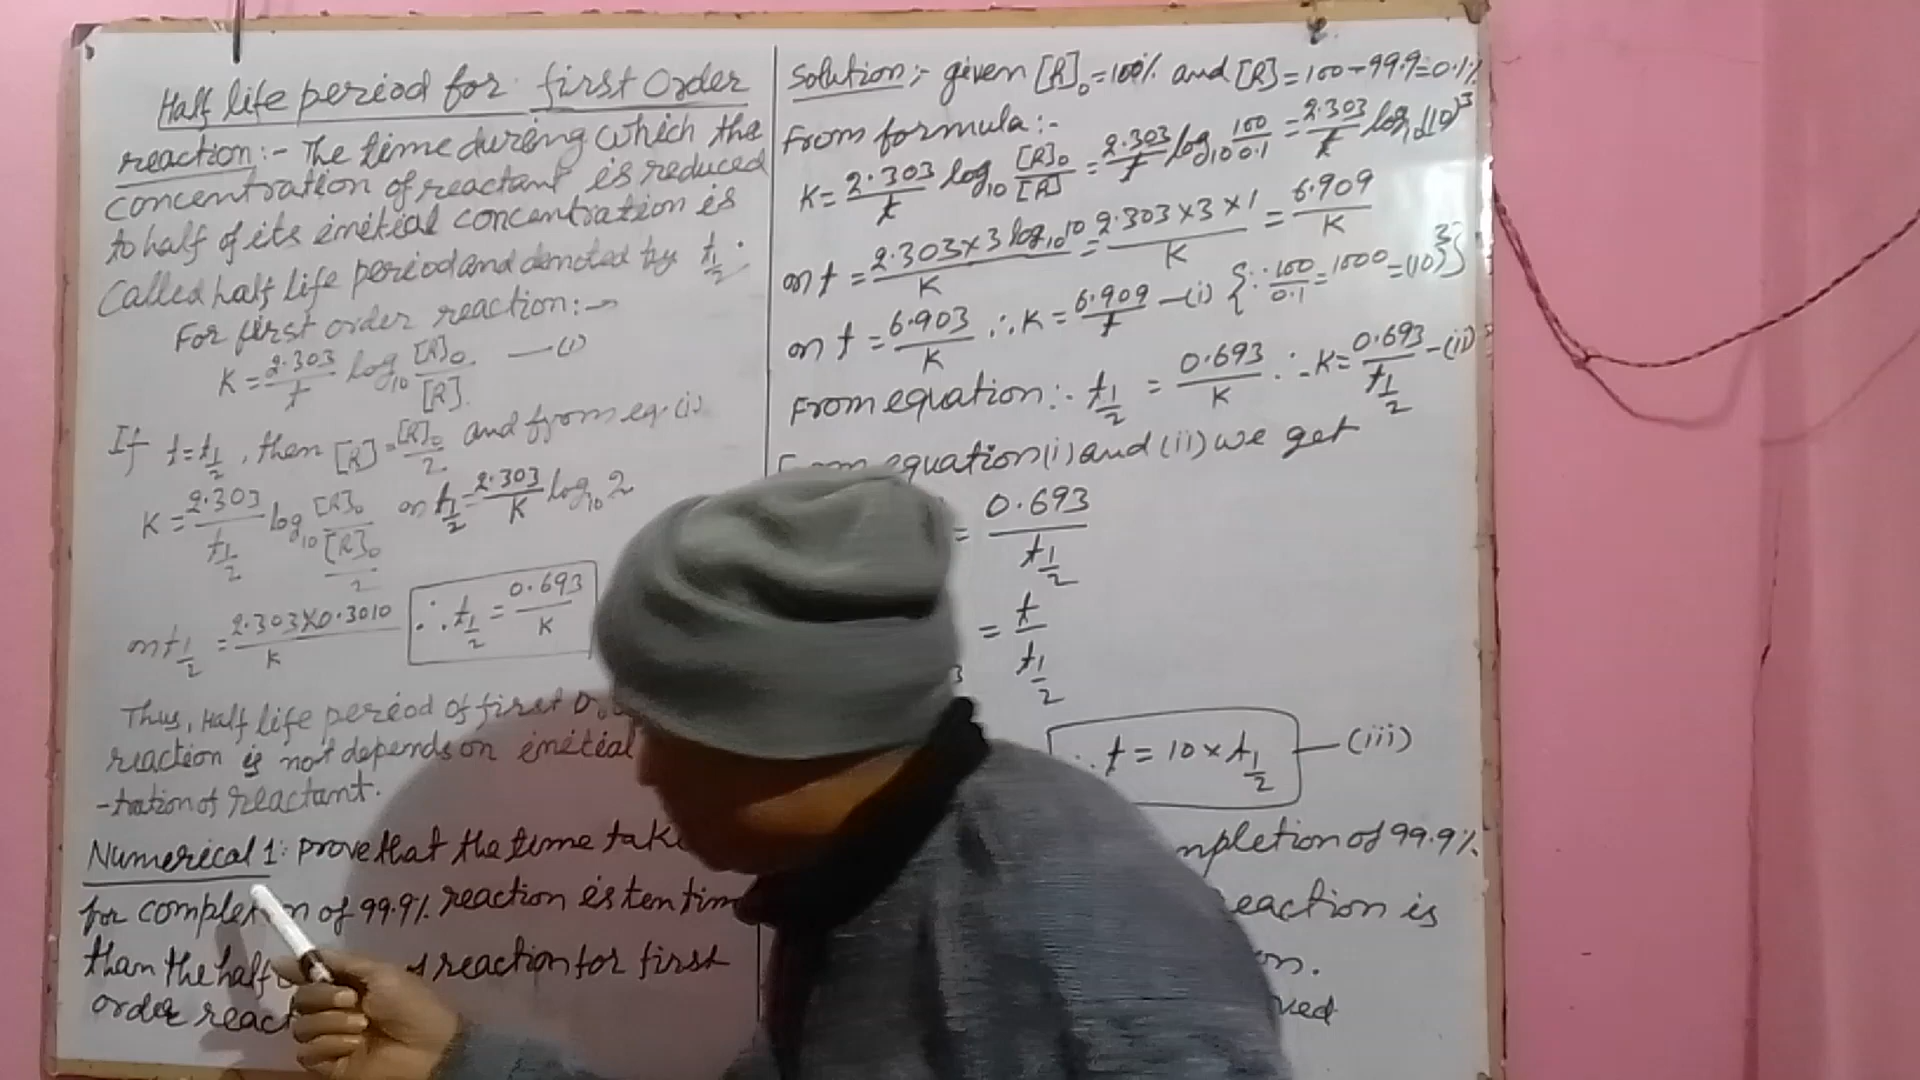 Half life period for first order
reaction:- The time during which the
concentration of reactant is reduced
to half of its initial concentration is
Called half life period and denoted by t1/2.
For first order reaction:-
K = 2.303/t log10 [R]0/[R]. —(i)
If t=t1/2, then [R]=[R]0/2 and from eq.(i)
K = 2.303/t1/2 log10 [R]0/([R]0/2) or t1/2 = 2.303/K log10 2
or t1/2 = 2.303X0.3010/K ∴ t1/2 = 0.693/K
Thus, Half life period of first
reaction is not depends on initial
-tration of reactant.
Numerical 1: prove that the time
for completion of 99.9% reaction is ten
than the half reaction for first
order
Solution:- given [R]0=100% and [R]=100-99.9=0.1%
From formula:-
K = 2.303/t log10 [R]0/[R] = 2.303/t log10 100/0.1 = 2.303/t log10(10)^3
or t = 2.303×3 log10 10/K = 2.303×3×1/K = 6.909/K
or t = 6.903/K ∴ K = 6.909/t —(i) {∵ 100/0.1 = 1000 = (10)^3}
From equation:- t1/2 = 0.693/K ∴ K = 0.693/t1/2 —(ii)
equation(i) and (ii) we get
= 0.693/t1/2
= t/t1/2
∴ t = 10 × t1/2 — (iii)
of 99.9%
is